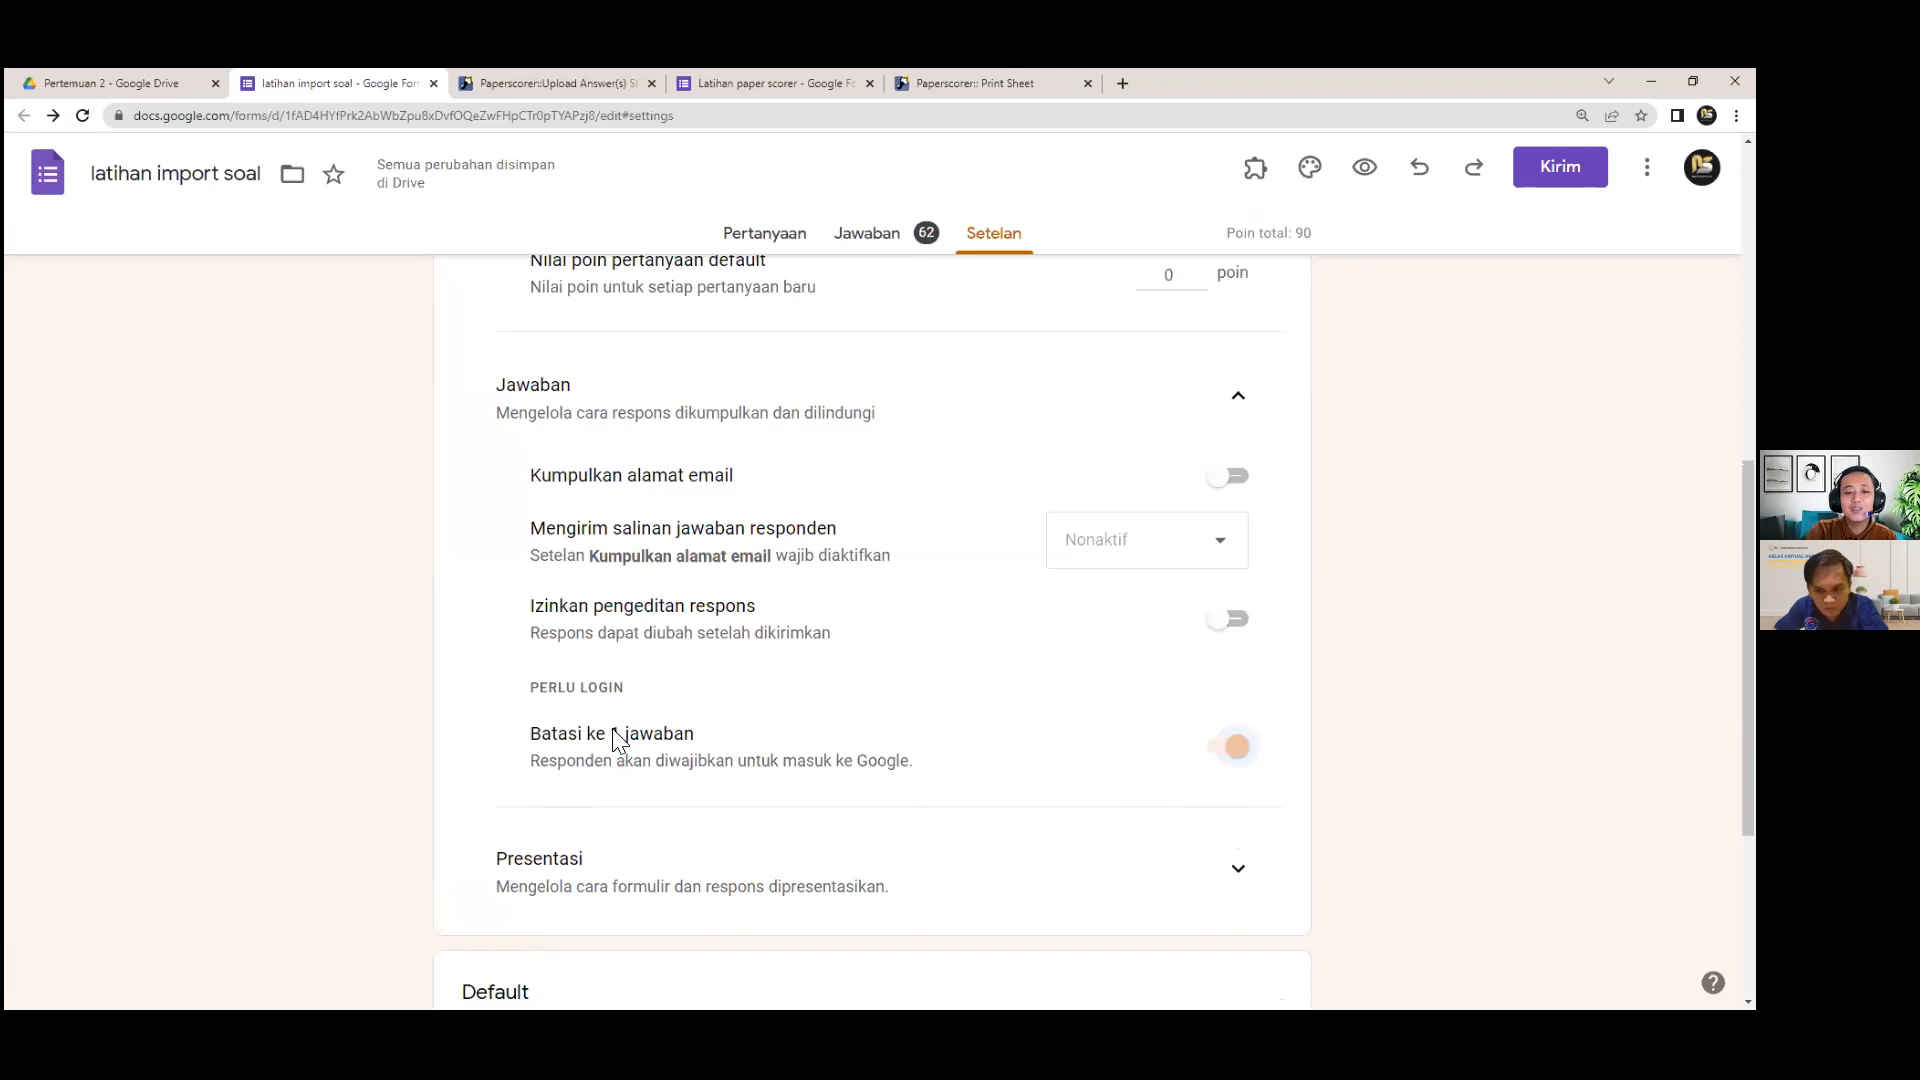 Pertemuan 2 - Google Drive
latihan import soal - Google For
Paperscorer::Upload Answer(s) S
Latihan paper scorer - Google Fo
Paperscorer:: Print Sheet
docs.google.com/forms/d/1fAD4HYfPrk2AbWbZpu8xDvfOQeZwFHpCTr0pTYAPzj8/edit#settings
latihan import soal
Semua perubahan disimpan
di Drive
Kirim
Pertanyaan
Jawaban 62
Setelan
Poin total: 90
Nilai poin pertanyaan default
Nilai poin untuk setiap pertanyaan baru
0 poin
Jawaban
Mengelola cara respons dikumpulkan dan dilindungi
Kumpulkan alamat email
Mengirim salinan jawaban responden
Setelan Kumpulkan alamat email wajib diaktifkan
Nonaktif
Izinkan pengeditan respons
Respons dapat diubah setelah dikirimkan
PERLU LOGIN
Batasi ke 1 jawaban
Responden akan diwajibkan untuk masuk ke Google.
Presentasi
Mengelola cara formulir dan respons dipresentasikan.
Default